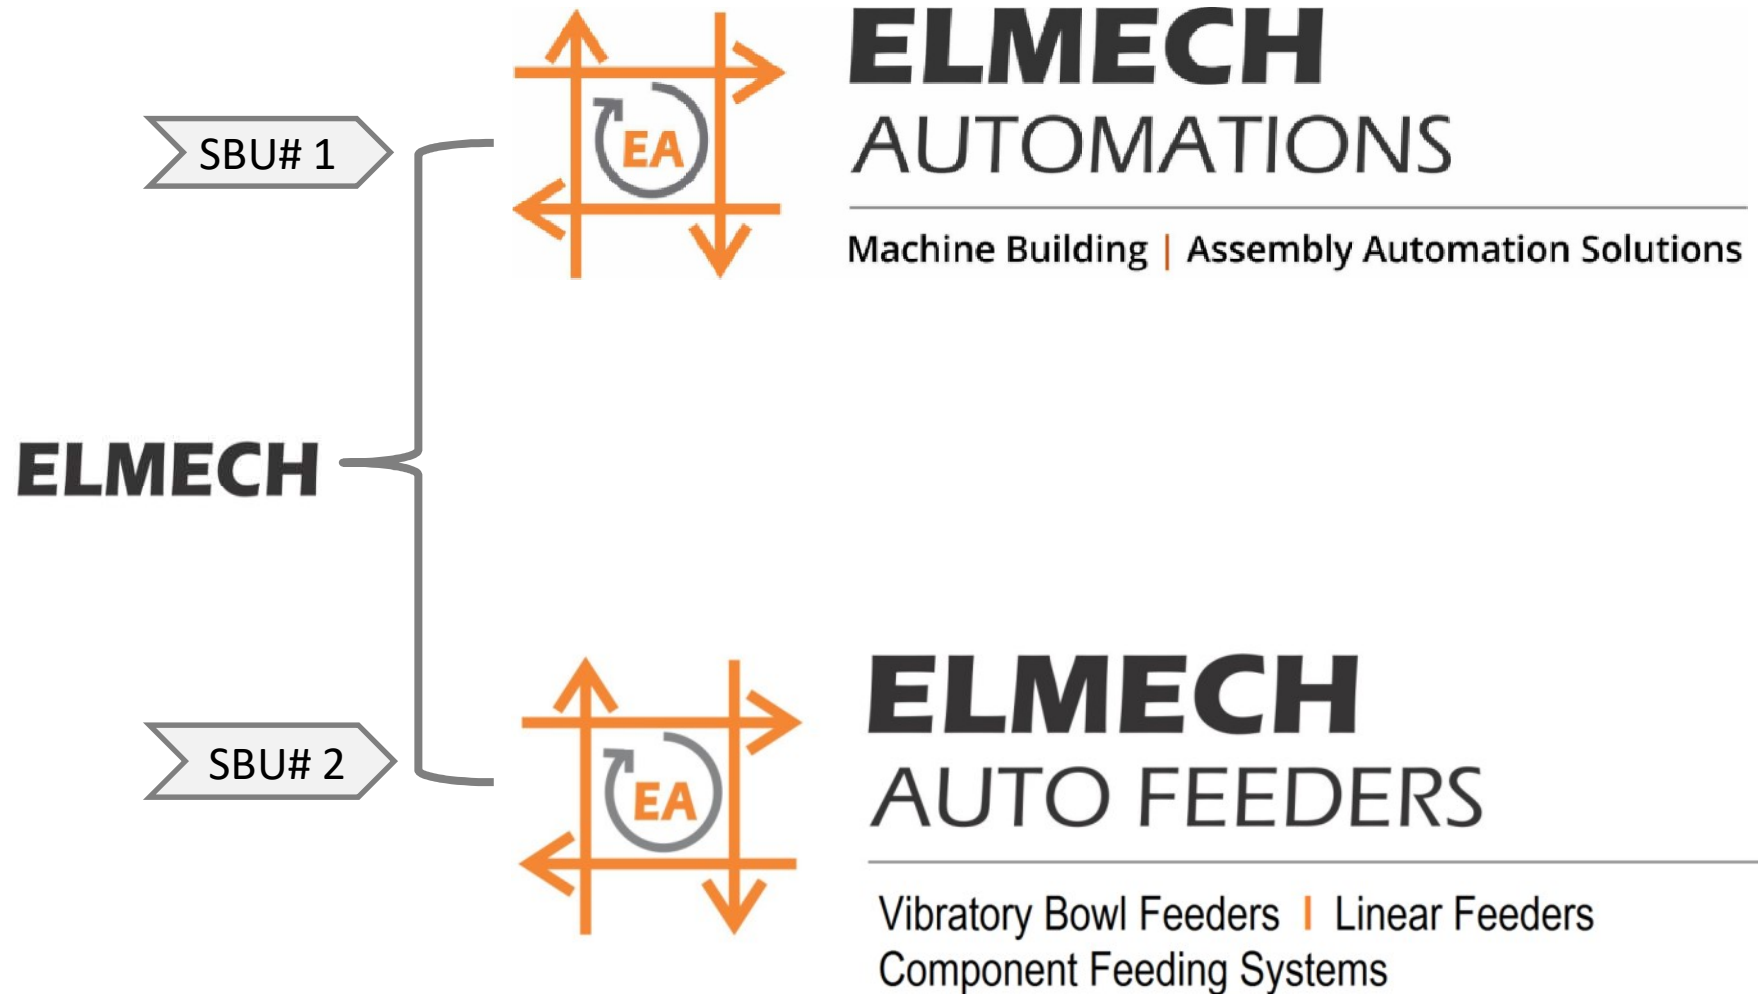 ELMECH
SBU# 1
EA
ELMECH
AUTOMATIONS
Machine Building | Assembly Automation Solutions
SBU# 2
EA
ELMECH
AUTO FEEDERS
Vibratory Bowl Feeders | Linear Feeders
Component Feeding Systems